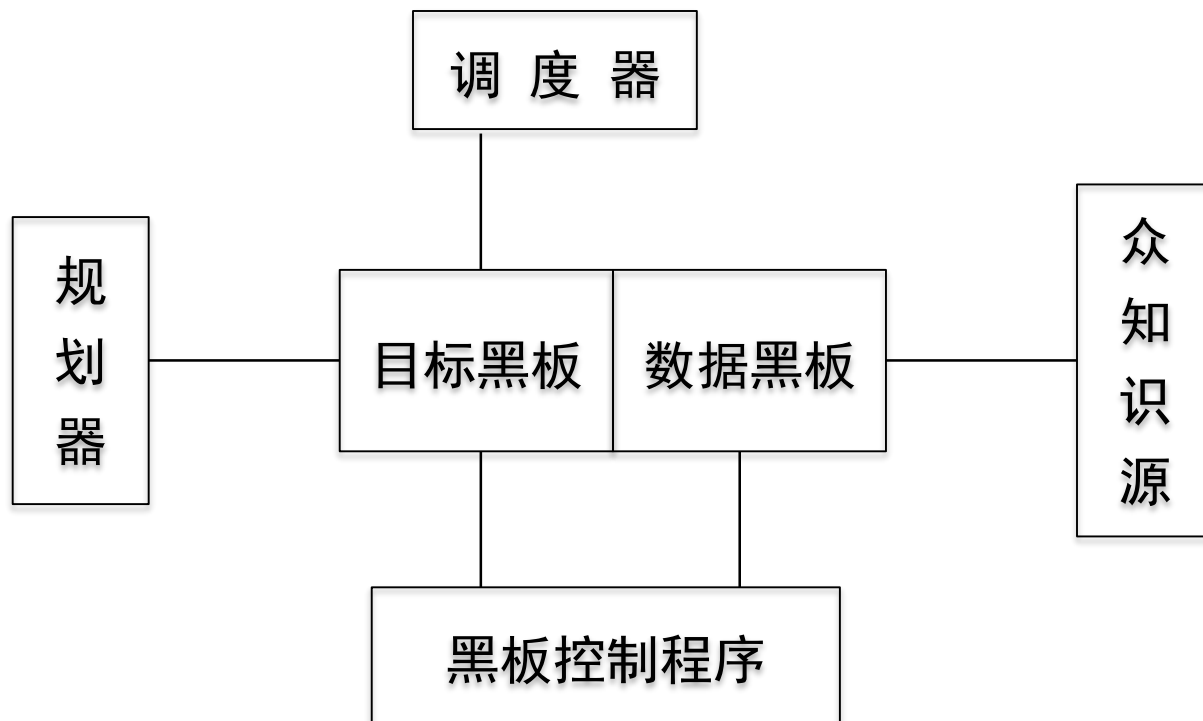 调 度 器
规划器
目标黑板
数据黑板
众知识源
黑板控制程序